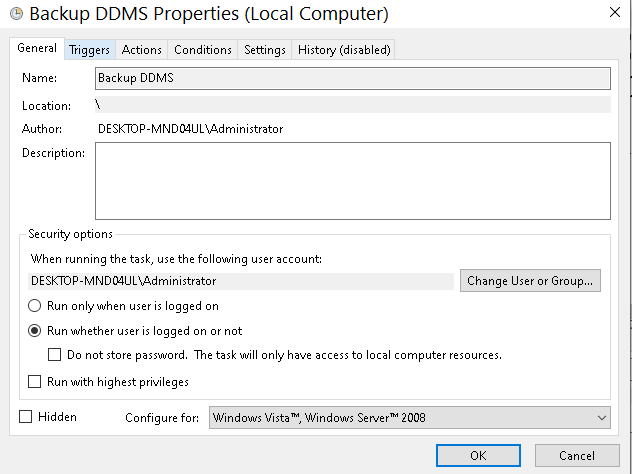 Backup DDMS Properties (Local Computer)
General Triggers Actions Conditions Settings History (disabled)
Name: Backup DDMS
Location: \
Author: DESKTOP-MND04UL\Administrator
Description:
Security options
When running the task, use the following user account:
DESKTOP-MND04UL\Administrator Change User or Group...
Run only when user is logged on
Run whether user is logged on or not
Do not store password. The task will only have access to local computer resources.
Run with highest privileges
Hidden Configure for: Windows Vista™, Windows Server™ 2008
OK Cancel